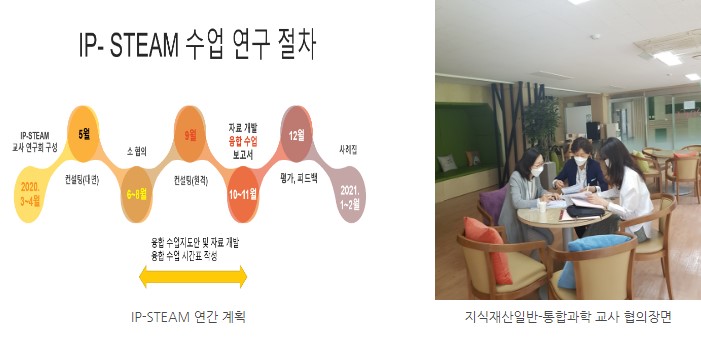 IP- STEAM 수업 연구 절차
IP-STEAM
교사 연구회 구성
2020.
3~4월
5월
컨설팅(대면)
소 협의
6~8월
9월
컨설팅(원격)
자료 개발
융합 수업
보고서
10~11월
12월
평가, 피드백
사례집
2021.
1~2월
융합 수업지도안 및 자료 개발
융합 수업 시간표 작성
IP-STEAM 연간 계획
지식재산일반-통합과학 교사 협의장면